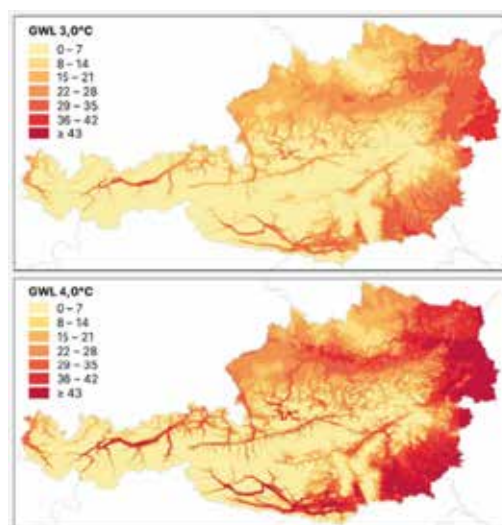 GWL 3,0°C
0 – 7
8 – 14
15 – 21
22 – 28
29 – 35
36 – 42
≥ 43
GWL 4,0°C
0 – 7
8 – 14
15 – 21
22 – 28
29 – 35
36 – 42
≥ 43